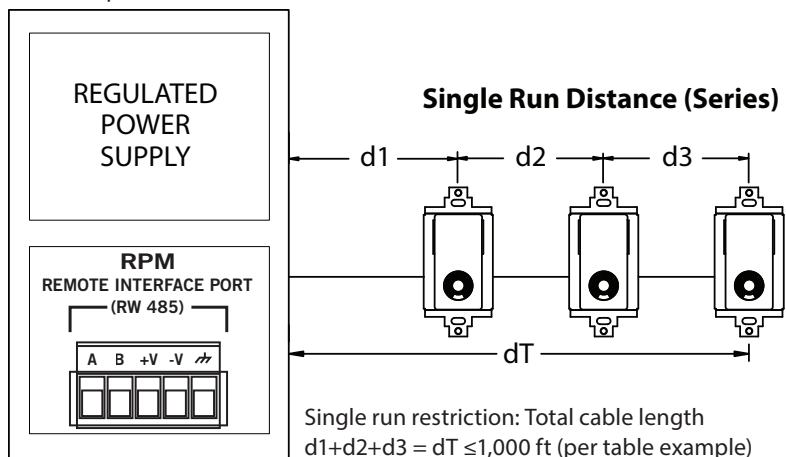 REGULATED
POWER
SUPPLY
Single Run Distance (Series)
d1
d2
d3
RPM
REMOTE INTERFACE PORT
(RW 485)
A B +V -V
dT
Single run restriction: Total cable length
d1+d2+d3 = dT ≤1,000 ft (per table example)